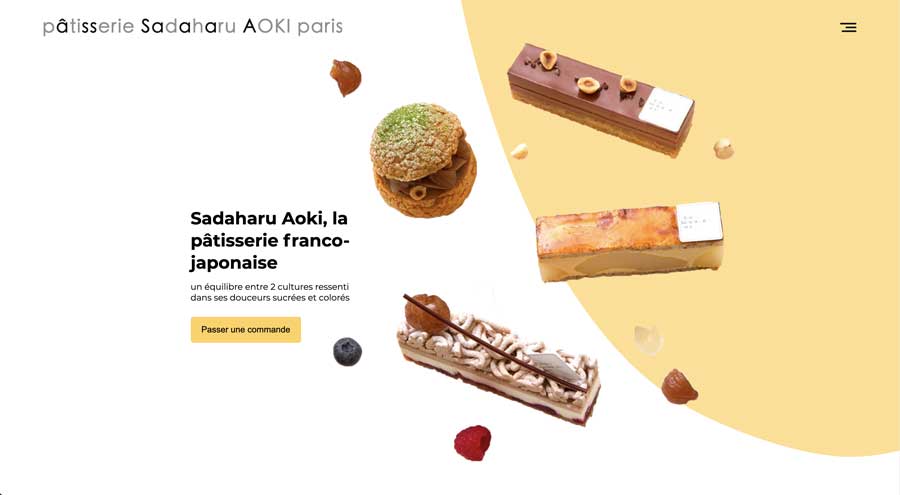 pâtisserie Sadaharu AOKI paris
Sadaharu Aoki, la
pâtisserie franco-
japonaise
un équilibre entre 2 cultures ressenti
dans ses douceurs sucrées et colorés
Passer une commande